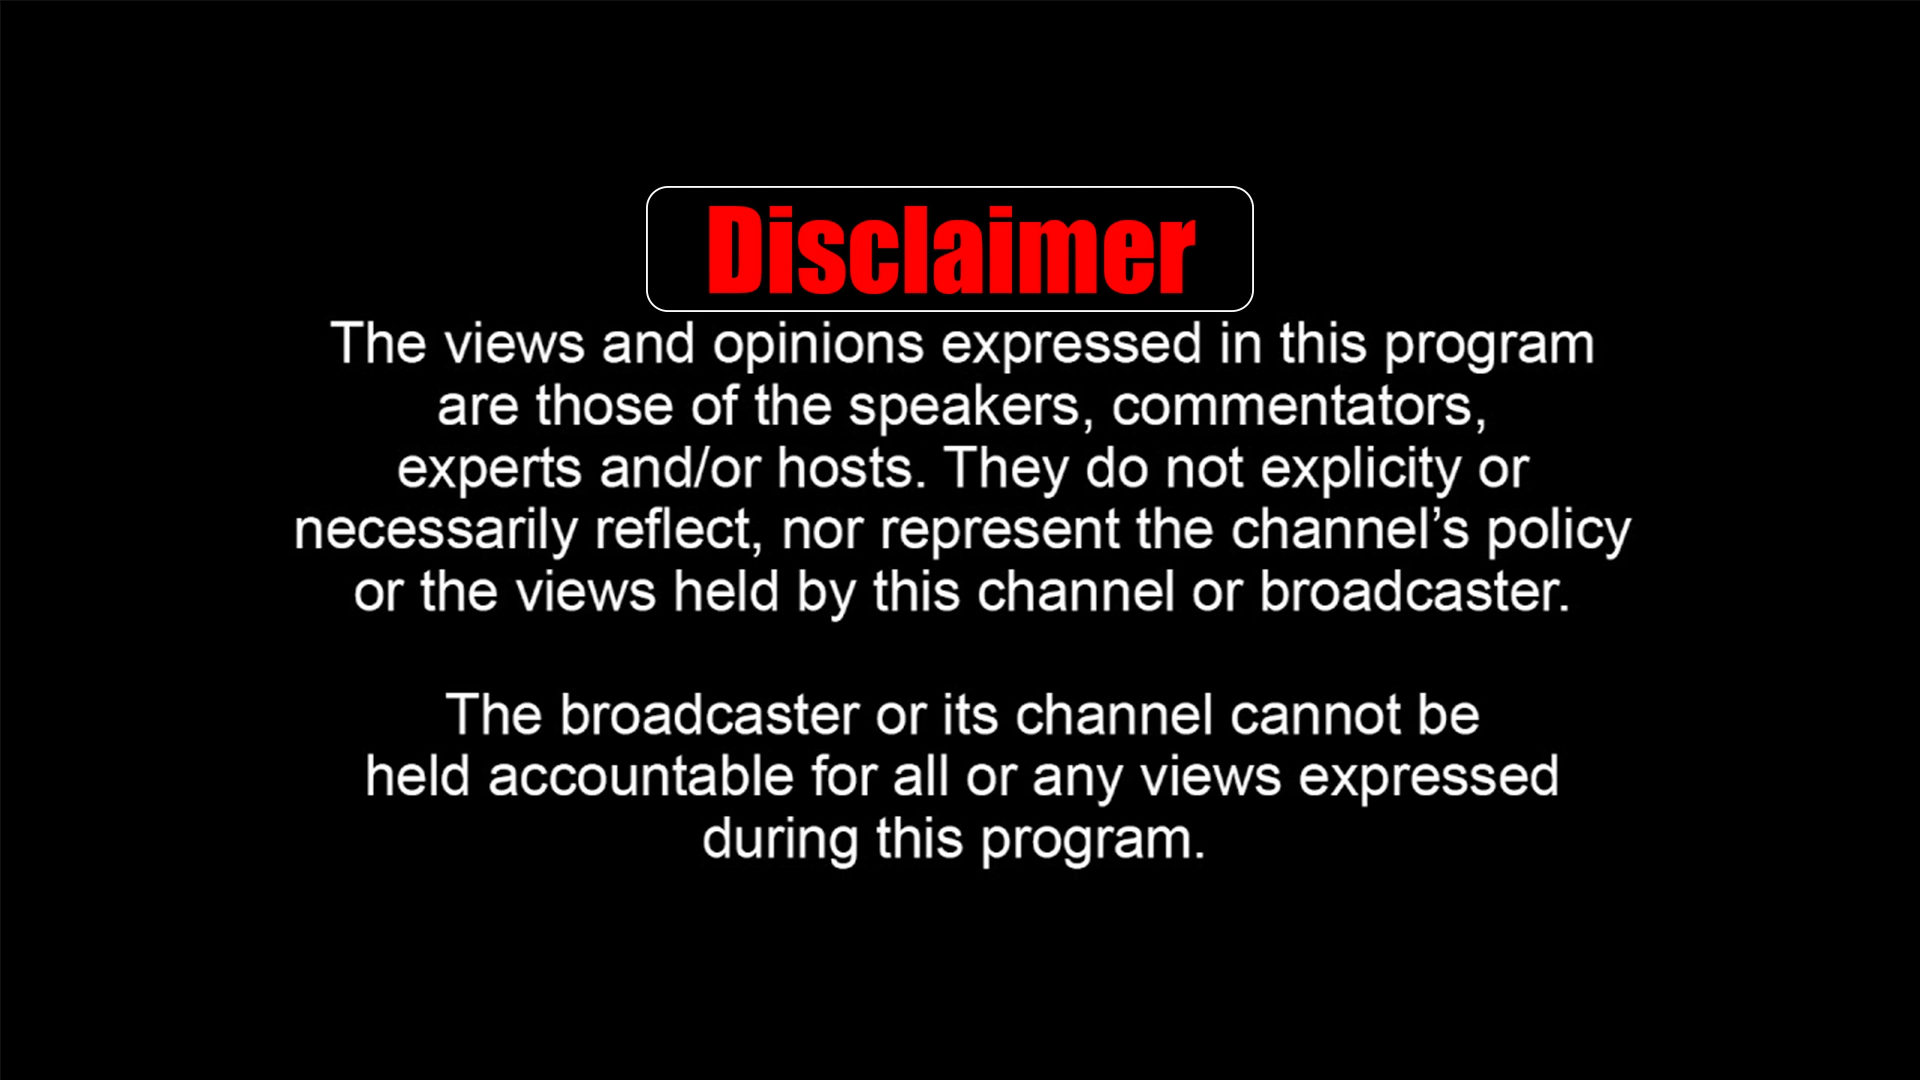 Disclaimer
The views and opinions expressed in this program
are those of the speakers, commentators,
experts and/or hosts. They do not explicity or
necessarily reflect, nor represent the channel’s policy
or the views held by this channel or broadcaster.
The broadcaster or its channel cannot be
held accountable for all or any views expressed
during this program.